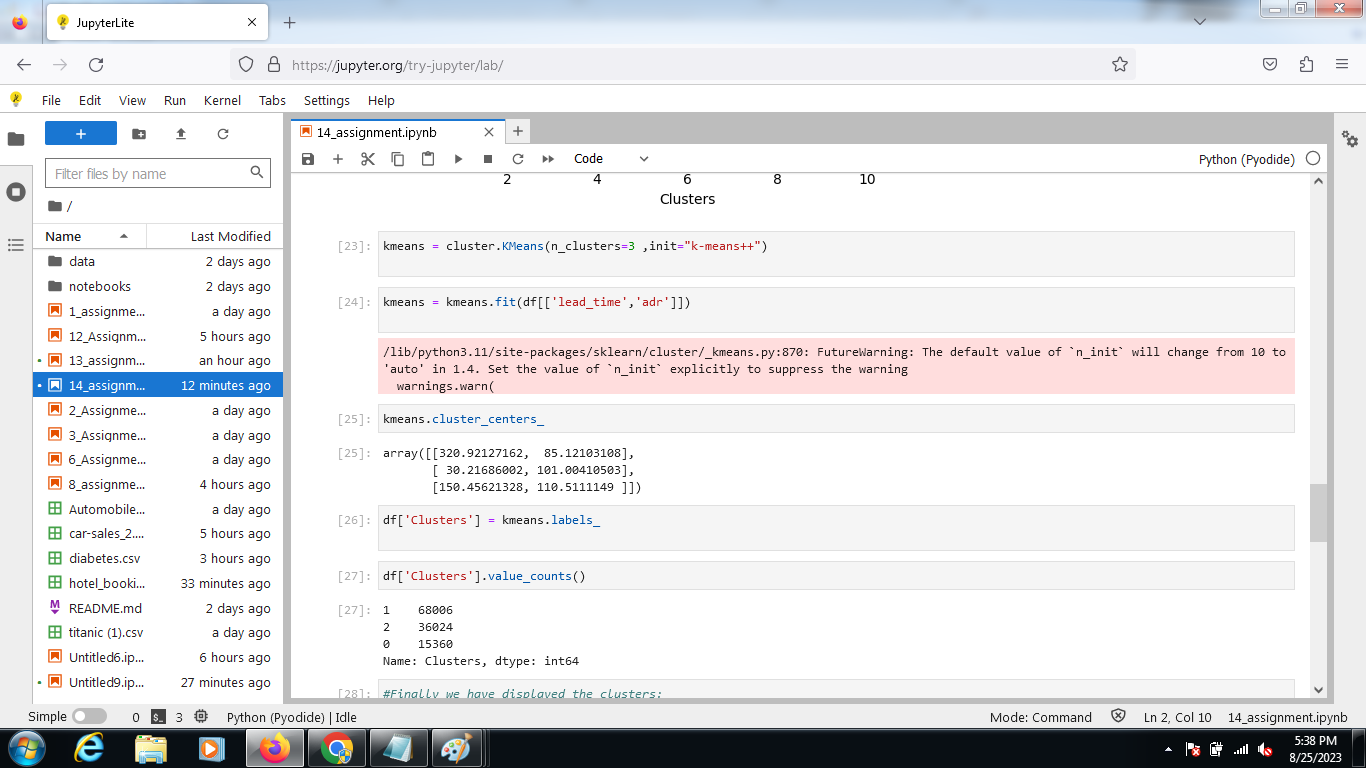 JupyterLite
https://jupyter.org/try-jupyter/lab/
File Edit View Run Kernel Tabs Settings Help
14_assignment.ipynb
Code
Python (Pyodide)
Filter files by name
/
Name Last Modified
data 2 days ago
notebooks 2 days ago
1_assignme... a day ago
12_Assignm... 5 hours ago
13_assignm... an hour ago
14_assignm... 12 minutes ago
2_Assignme... a day ago
3_Assignme... a day ago
6_Assignme... a day ago
8_assignme... 4 hours ago
Automobile... a day ago
car-sales_2.... 5 hours ago
diabetes.csv 3 hours ago
hotel_booki... 33 minutes ago
README.md 2 days ago
titanic (1).csv a day ago
Untitled6.ip... 6 hours ago
Untitled9.ip... 27 minutes ago
2 4 6 8 10
Clusters
[23]: kmeans = cluster.KMeans(n_clusters=3 ,init="k-means++")
[24]: kmeans = kmeans.fit(df[['lead_time','adr']])
/lib/python3.11/site-packages/sklearn/cluster/_kmeans.py:870: FutureWarning: The default value of `n_init` will change from 10 to
'auto' in 1.4. Set the value of `n_init` explicitly to suppress the warning
warnings.warn(
[25]: kmeans.cluster_centers_
[25]: array([[320.92127162, 85.12103108],
[ 30.21686002, 101.00410503],
[150.45621328, 110.5111149 ]])
[26]: df['Clusters'] = kmeans.labels_
[27]: df['Clusters'].value_counts()
[27]: 1 68006
2 36024
0 15360
Name: Clusters, dtype: int64
[28]: #Finally we have displayed the clusters:
Simple 0 3 Python (Pyodide) | Idle Mode: Command Ln 2, Col 10 14_assignment.ipynb
5:38 PM
8/25/2023